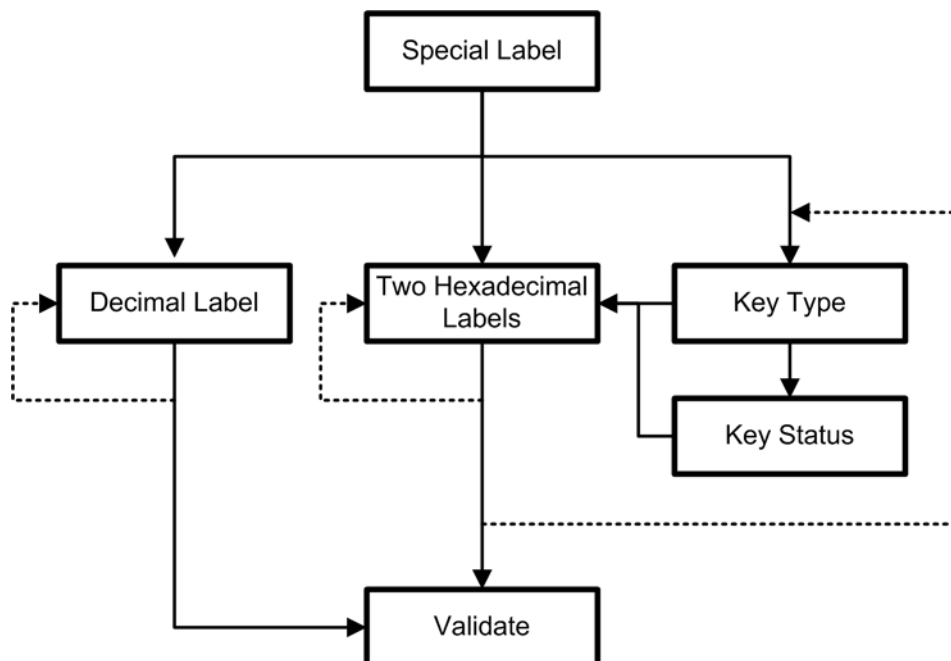 Special Label
Decimal Label
Two Hexadecimal
Labels
Key Type
Key Status
Validate